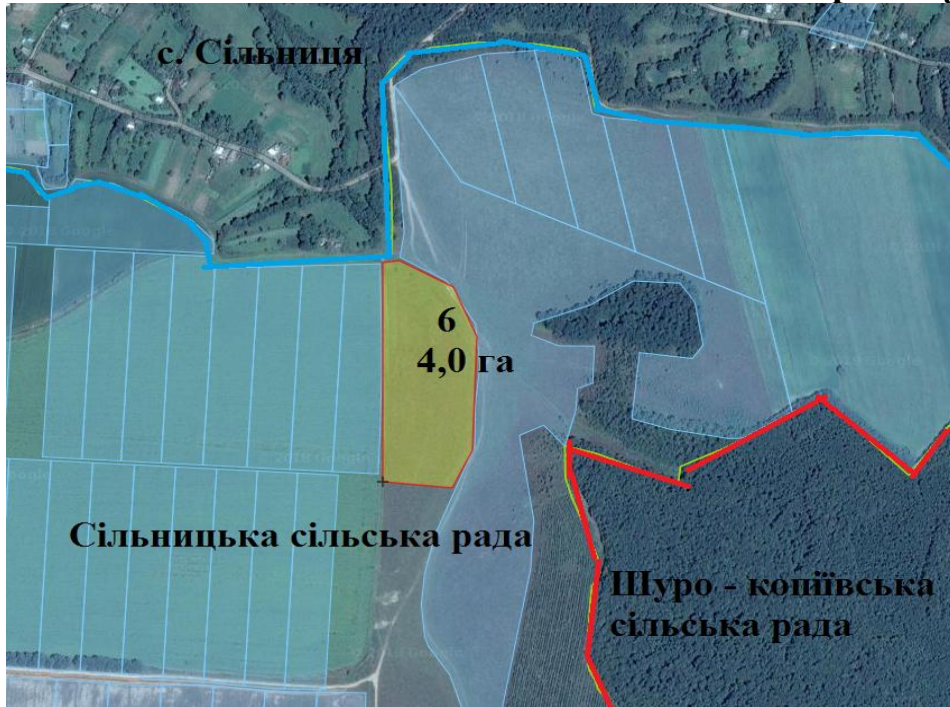 с. Сільниця
6
4,0 га
Сільницька сільська рада
Шуро - копіївська
сільська рада